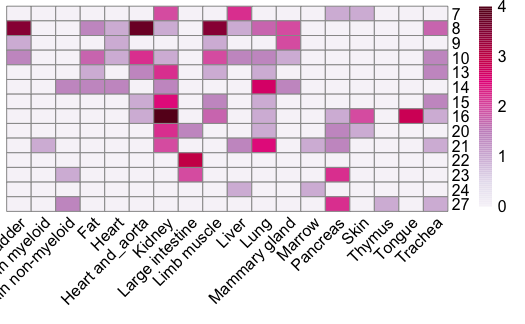 4
3
2
1
0
7
8
9
10
13
14
15
16
20
21
22
23
24
27
myeloid
non-myeloid
Fat
Heart
Heart and_aorta
Kidney
Large intestine
Limb muscle
Liver
Lung
Mammary gland
Marrow
Pancreas
Skin
Thymus
Tongue
Trachea